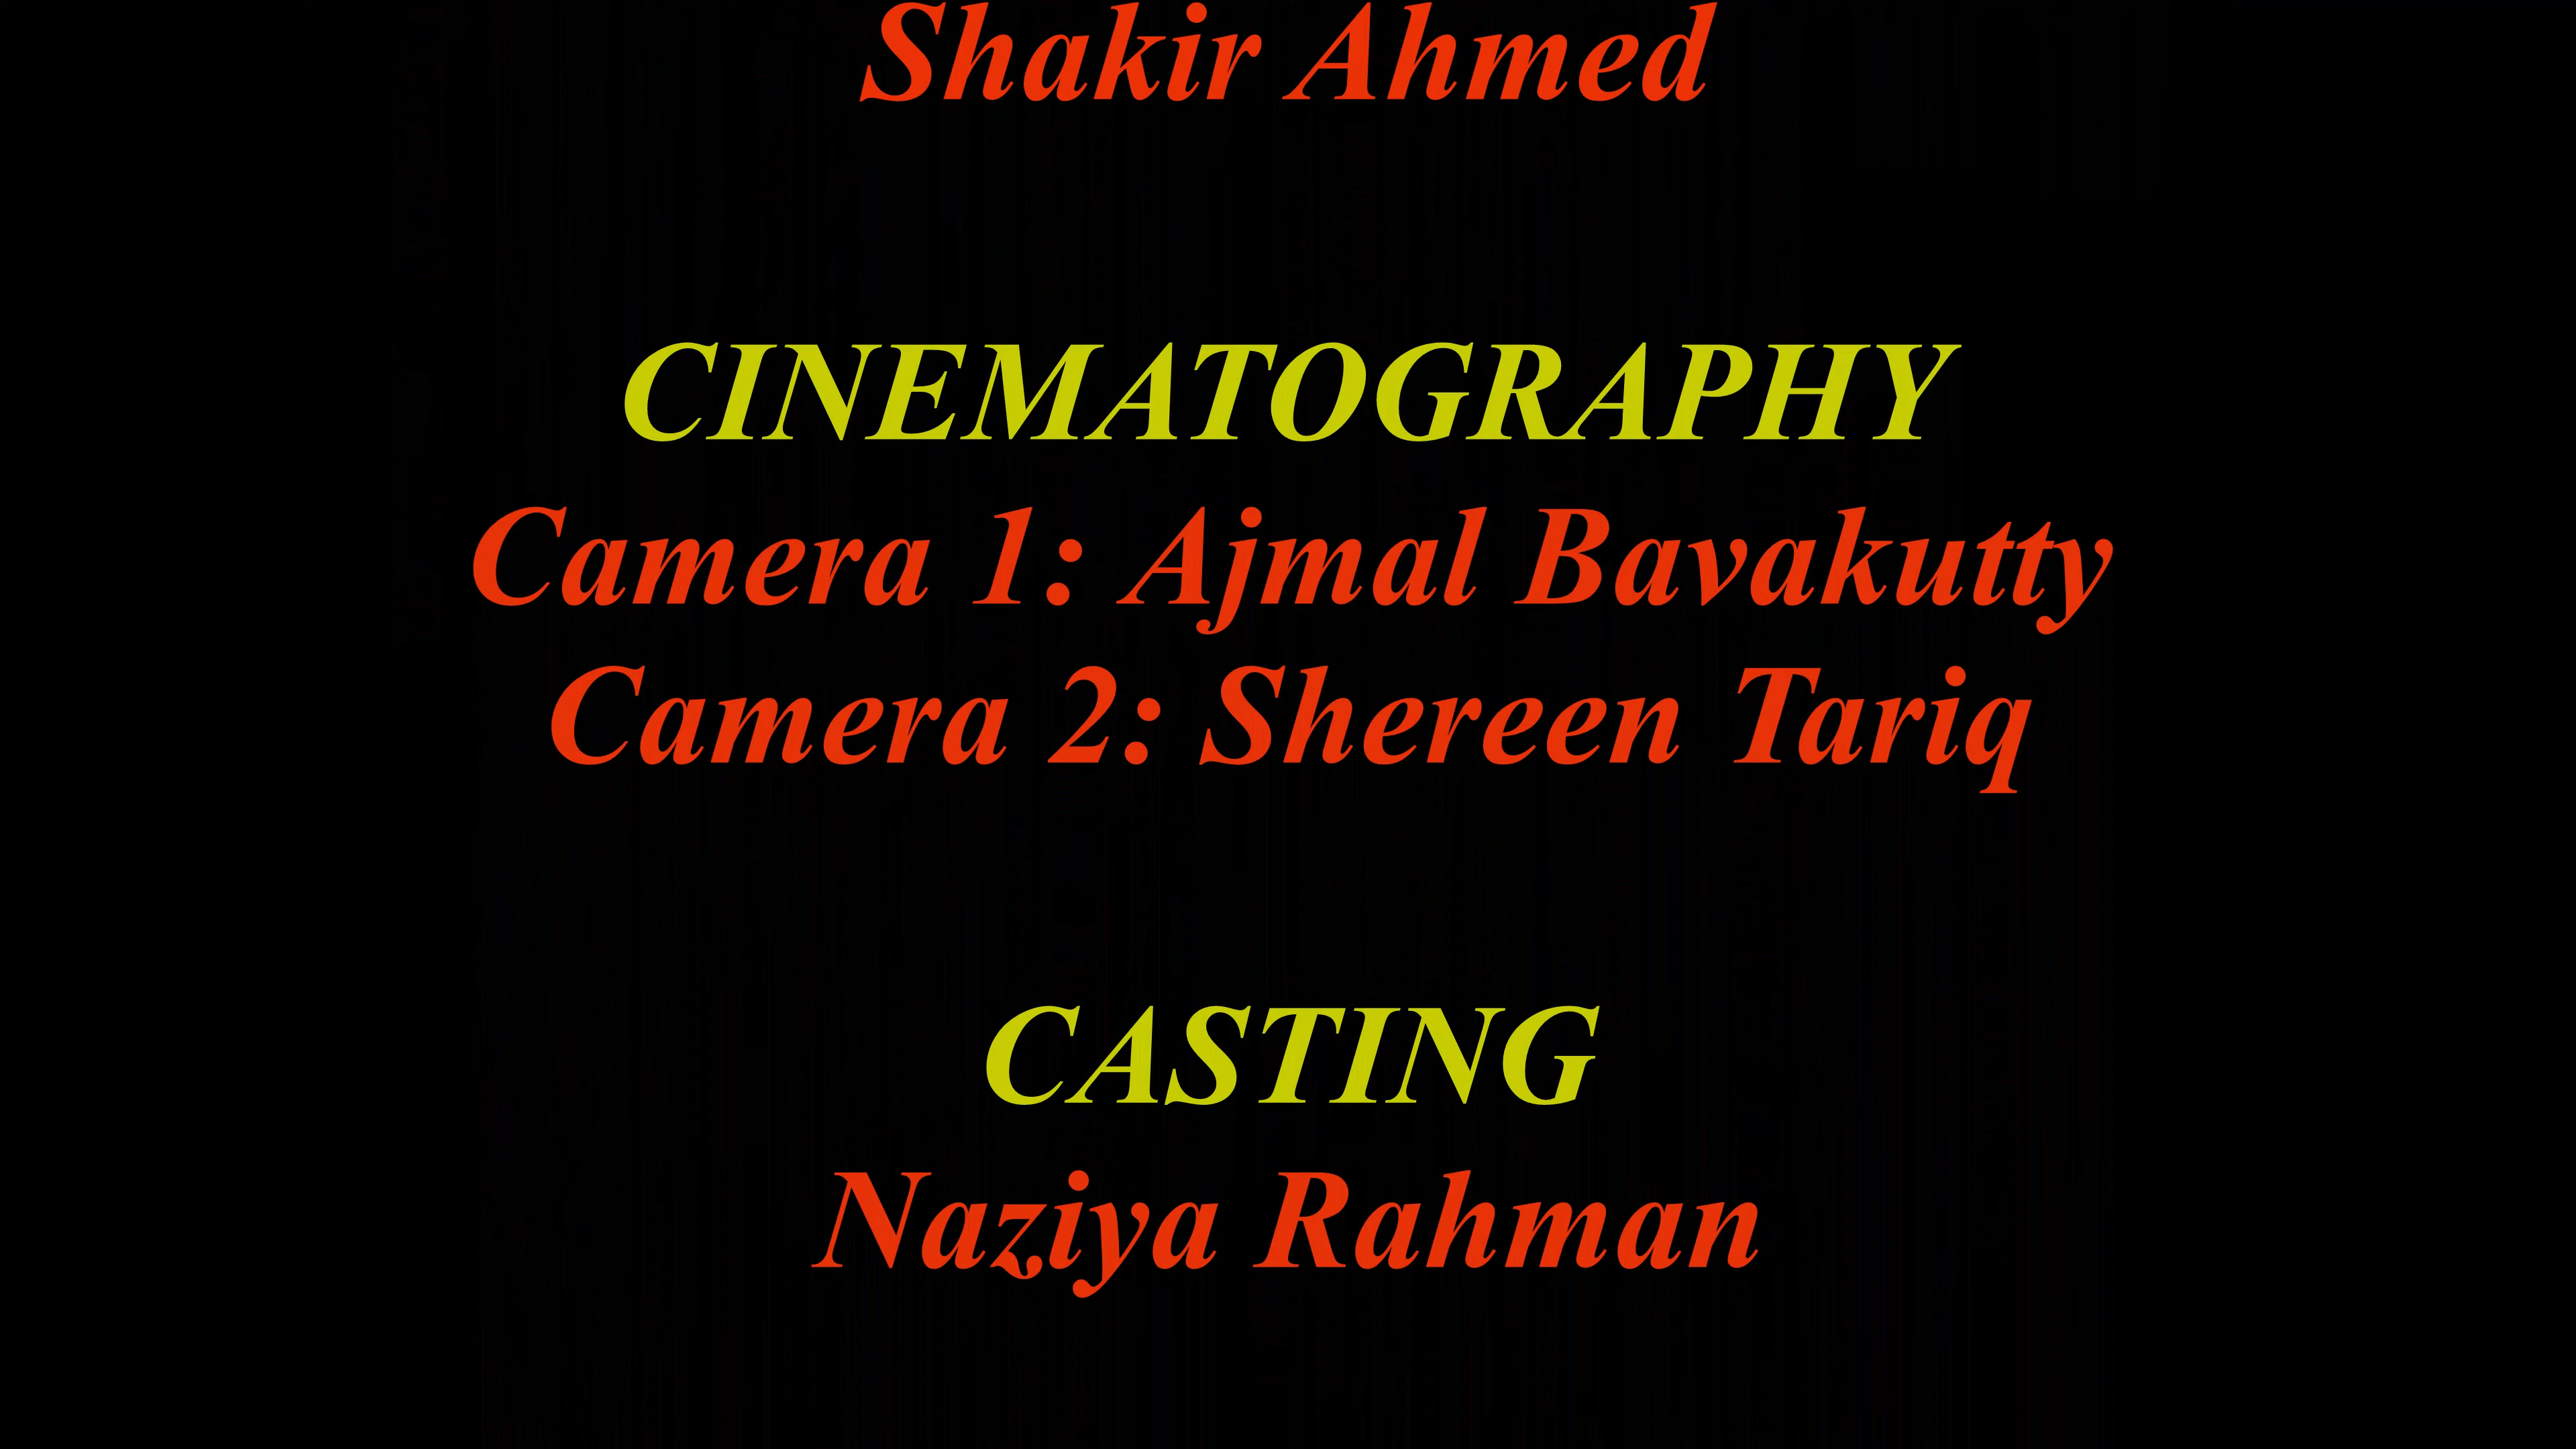 Shakir Ahmed
CINEMATOGRAPHY
Camera 1: Ajmal Bavakutty
Camera 2: Shereen Tariq
CASTING
Naziya Rahman